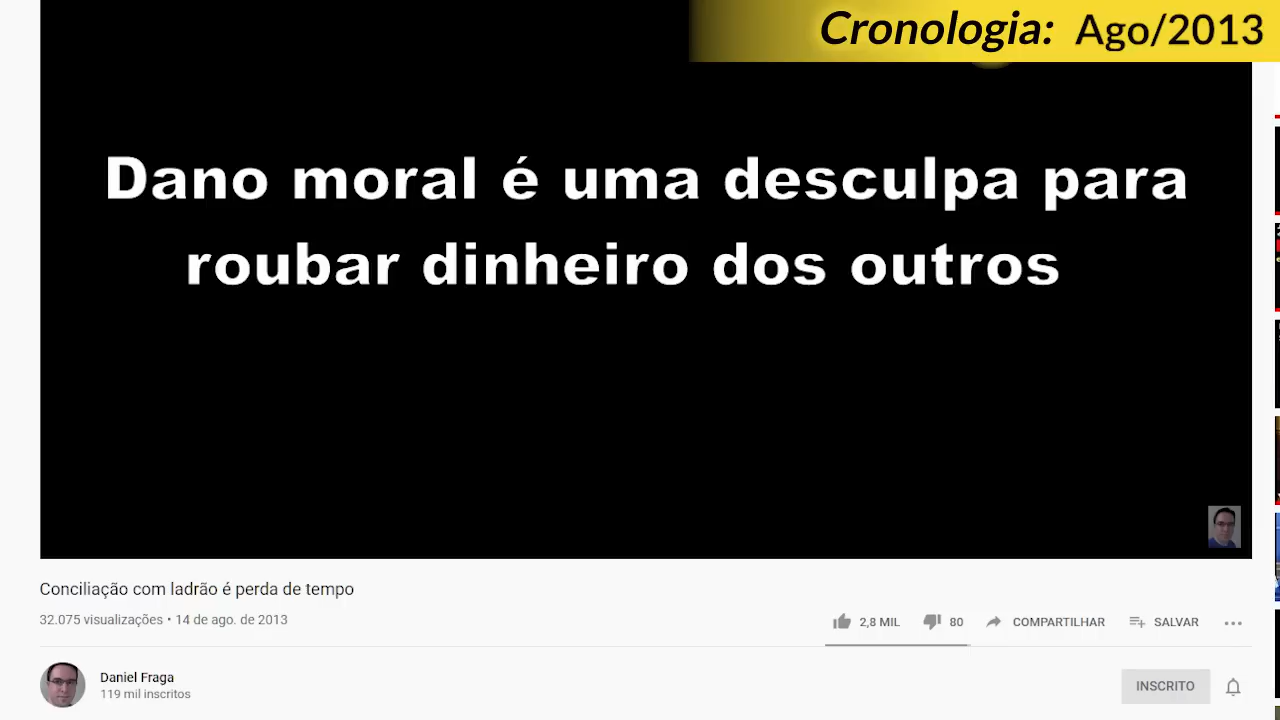 Cronologia: Ago/2013
Dano moral é uma desculpa para
roubar dinheiro dos outros
Conciliação com ladrão é perda de tempo
32.075 visualizações • 14 de ago. de 2013
2,8 MIL 80 COMPARTILHAR SALVAR
Daniel Fraga
119 mil inscritos
INSCRITO